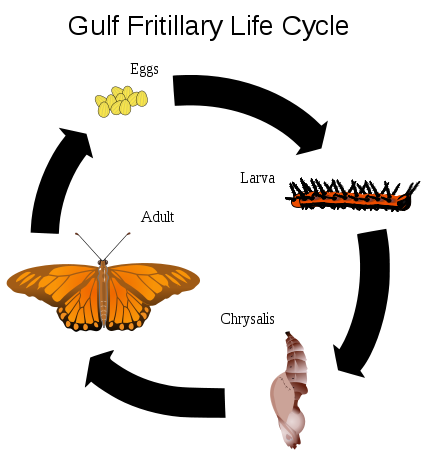 Gulf Fritillary Life Cycle
Eggs
Larva
Adult
Chrysalis